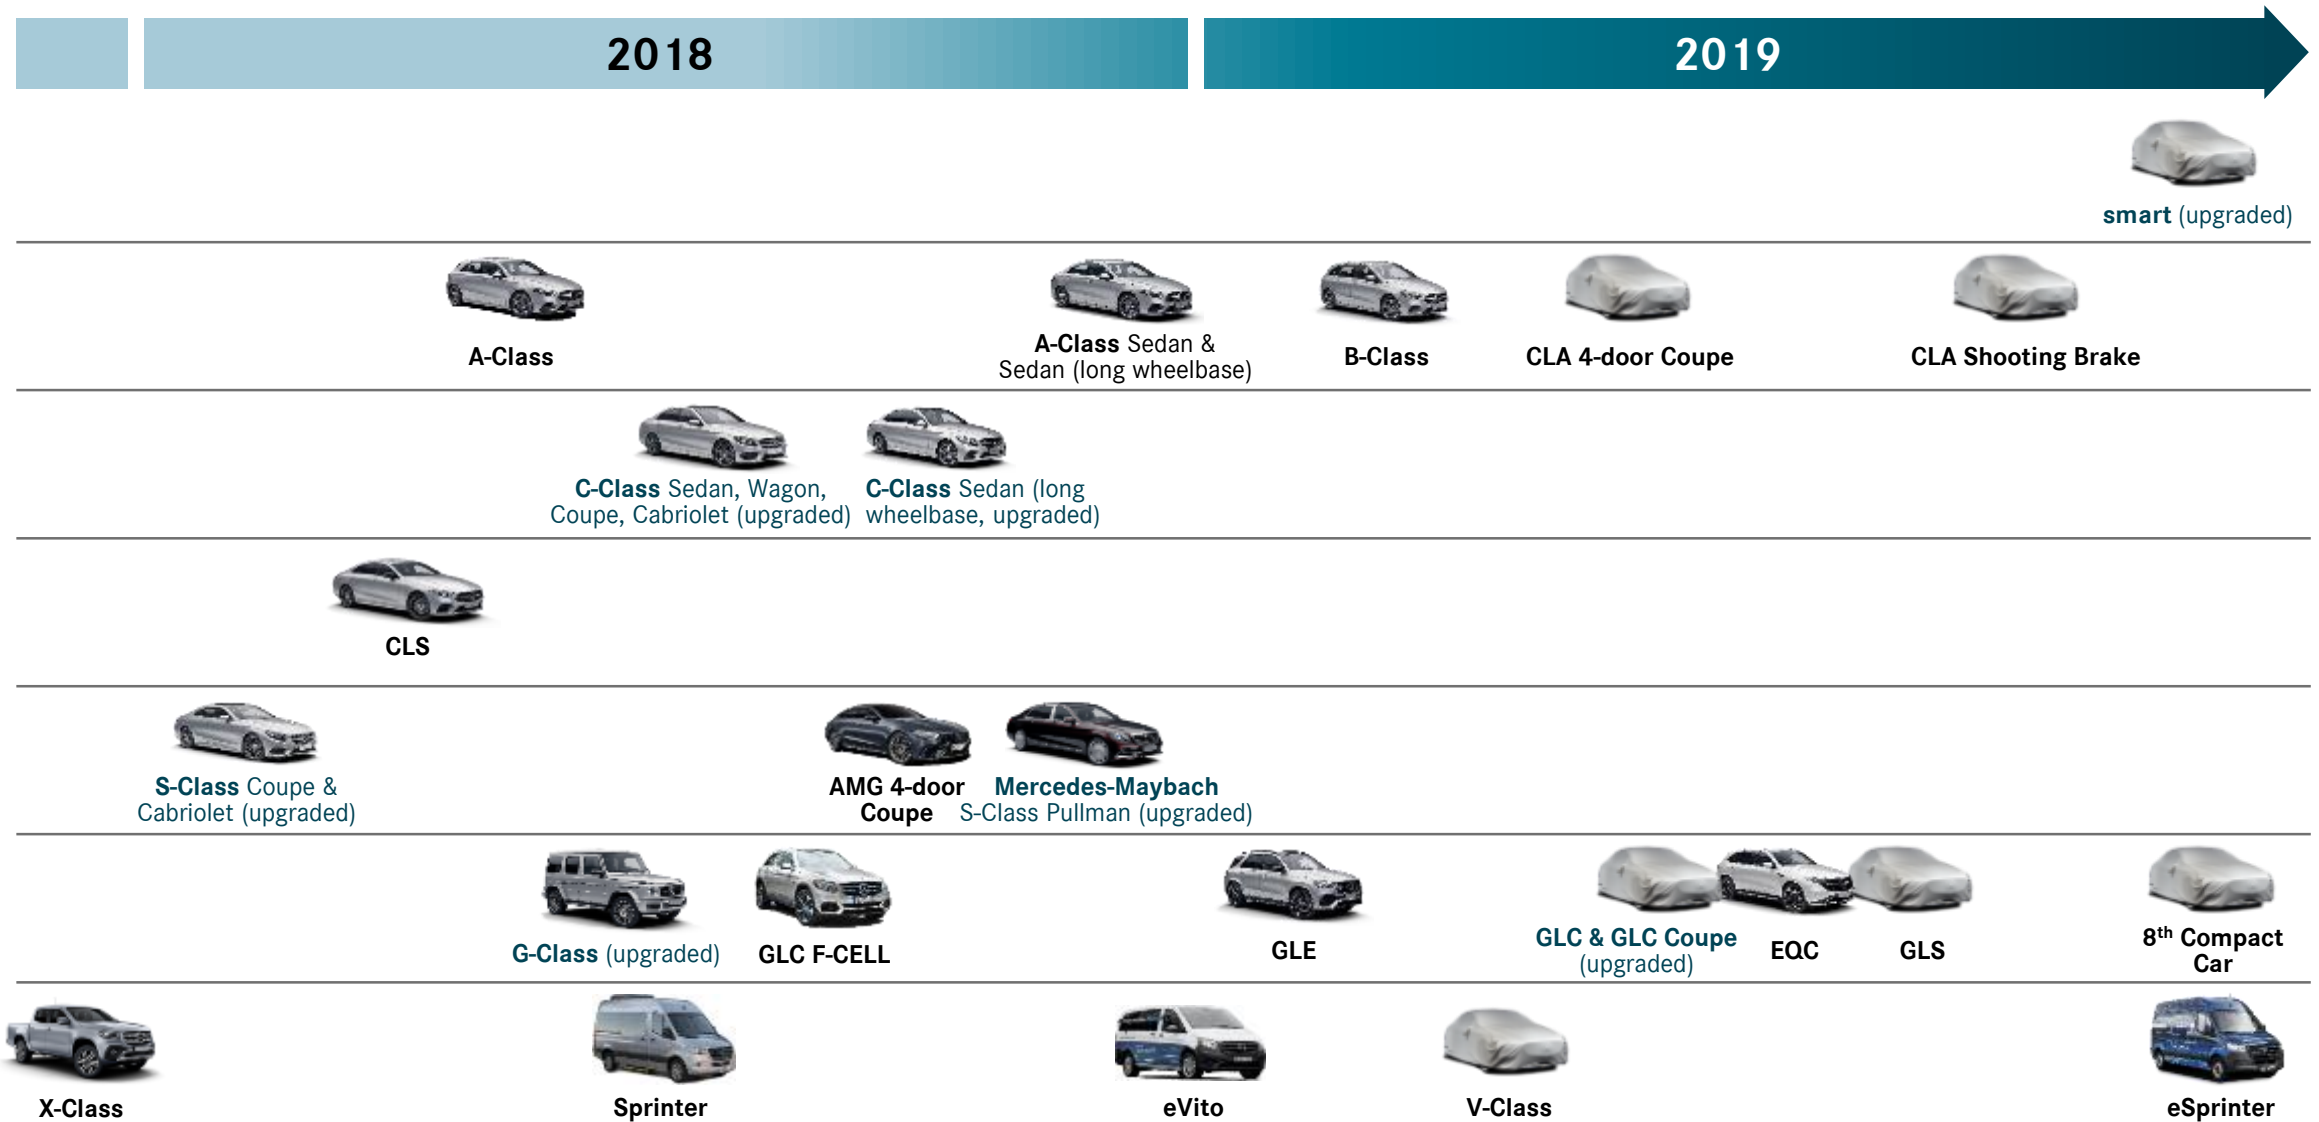 2018
2019
smart (upgraded)
A-Class
A-Class Sedan &
Sedan (long wheelbase)
B-Class
CLA 4-door Coupe
CLA Shooting Brake
C-Class Sedan, Wagon,
Coupe, Cabriolet (upgraded)
C-Class Sedan (long
wheelbase, upgraded)
CLS
S-Class Coupe &
Cabriolet (upgraded)
AMG 4-door
Coupe
Mercedes-Maybach
S-Class Pullman (upgraded)
G-Class (upgraded)
GLC F-CELL
GLE
GLC & GLC Coupe
(upgraded)
EQC
GLS
8th Compact
Car
X-Class
Sprinter
eVito
V-Class
eSprinter